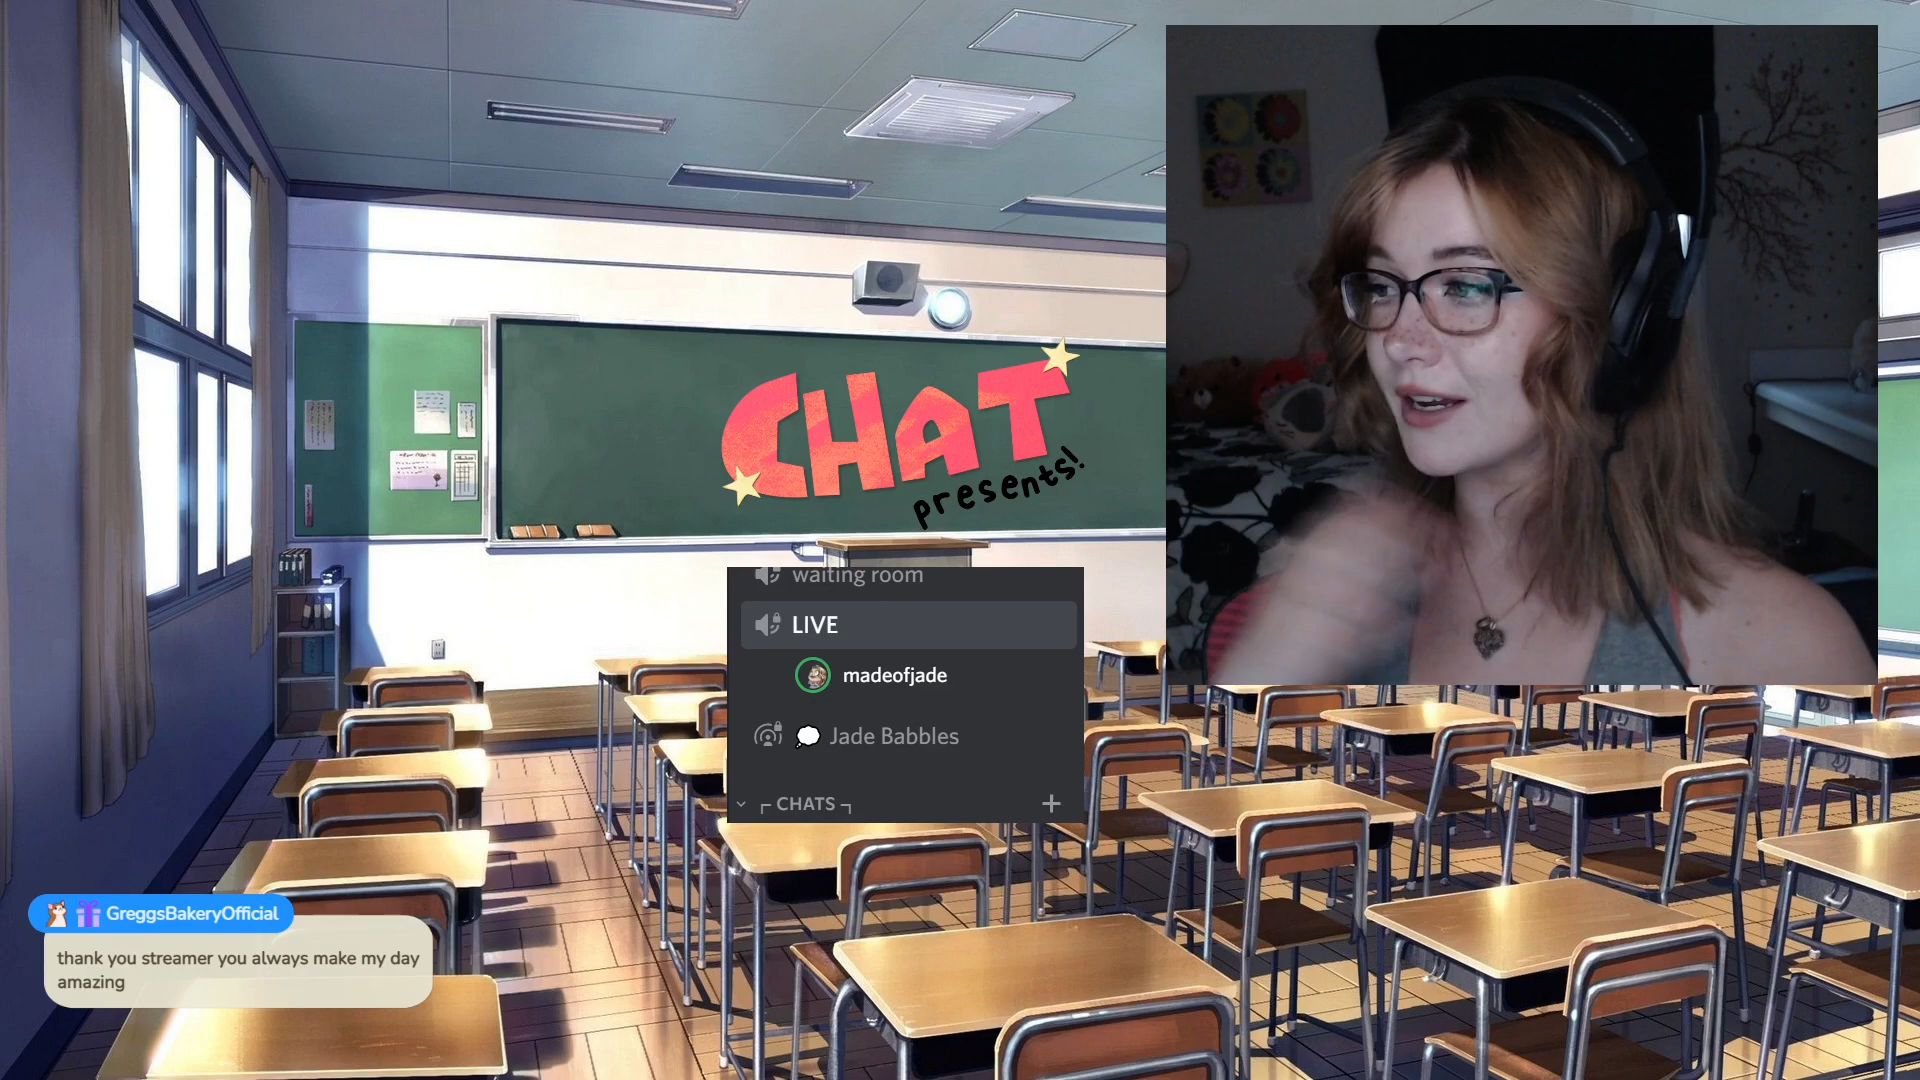 CHAT
presents!
waiting room
LIVE
madeofjade
Jade Babbles
CHATS
GreggsBakeryOfficial
thank you streamer you always make my day
amazing